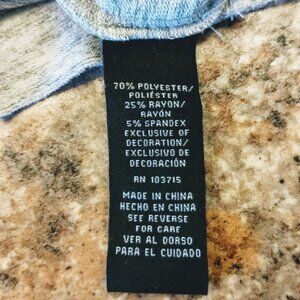 70% POLYESTER/
POLIÉSTER
25% RAYON/
RAYÓN
5% SPANDEX
EXCLUSIVE OF
DECORATION/
EXCLUSIVO DE
DECORACIÓN
RN 103715
MADE IN CHINA
HECHO EN CHINA
SEE REVERSE
FOR CARE
VER AL DORSO
PARA EL CUIDADO